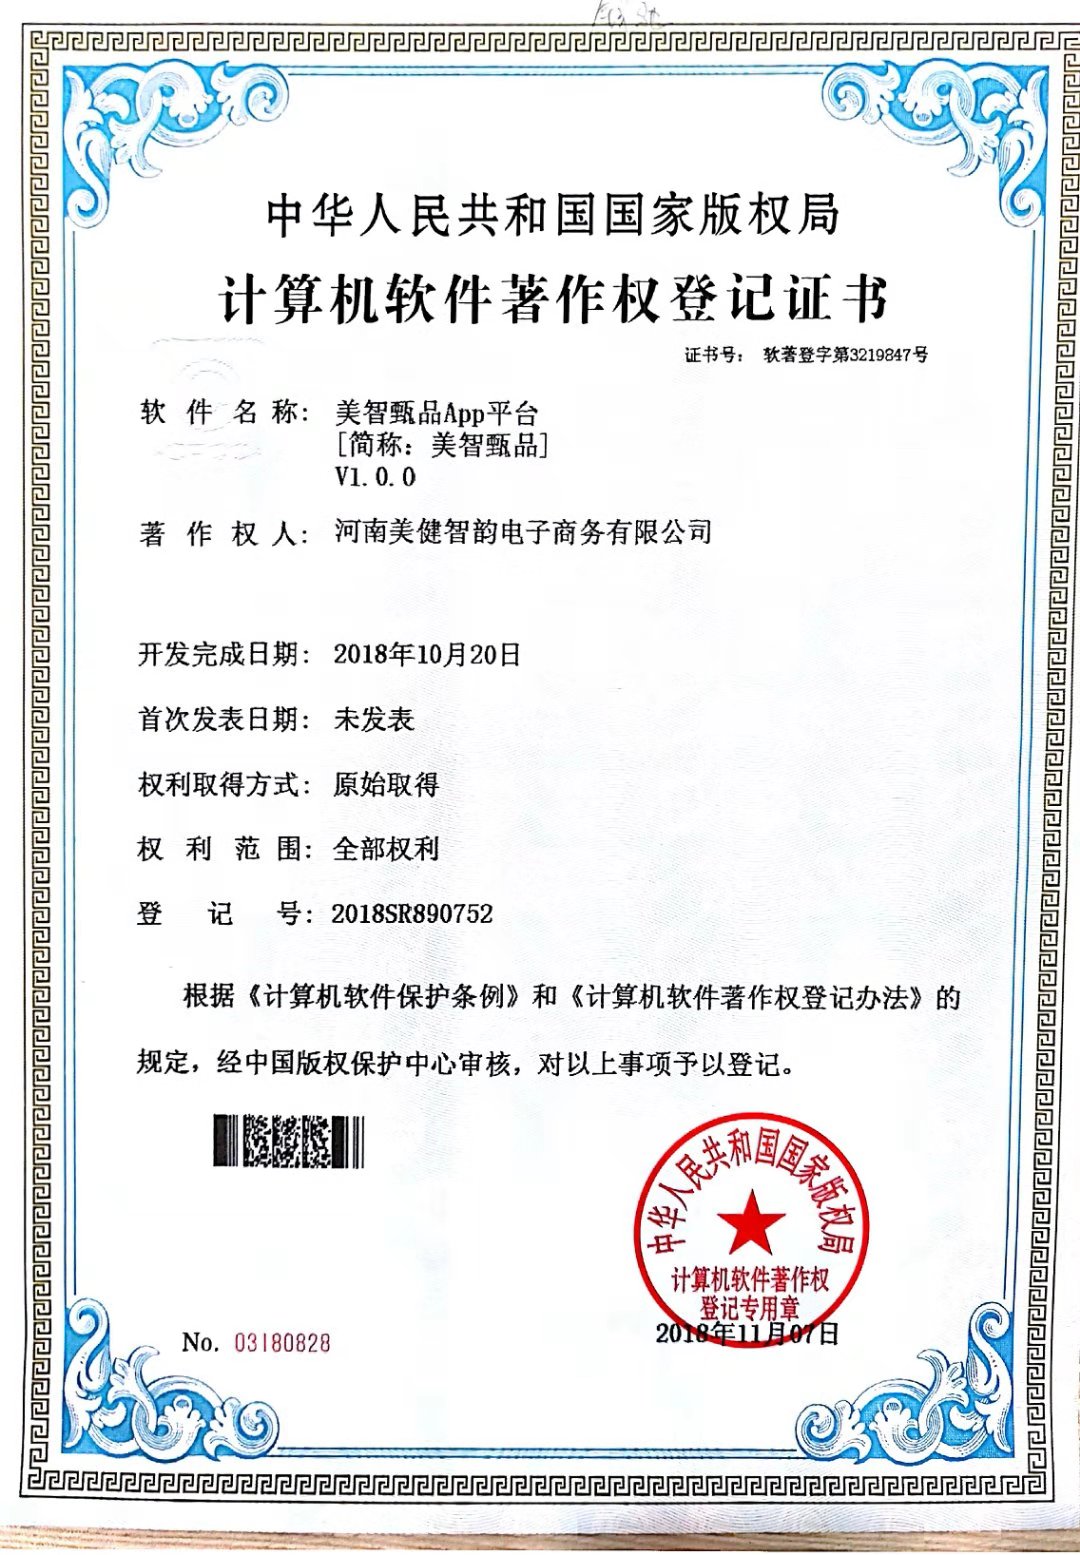 中华人民共和国国家版权局
计算机软件著作权登记证书
证书号： 软著登字第3219847号
软件名称： 美智甄品App平台
[简称：美智甄品]
V1.0.0
著作权人： 河南美健智韵电子商务有限公司
开发完成日期： 2018年10月20日
首次发表日期： 未发表
权利取得方式： 原始取得
权利范围： 全部权利
登记号： 2018SR890752
根据《计算机软件保护条例》和《计算机软件著作权登记办法》的
规定，经中国版权保护中心审核，对以上事项予以登记。
中华人民共和国国家版权局
计算机软件著作权
登记专用章
2018年11月07日
No. 03180828